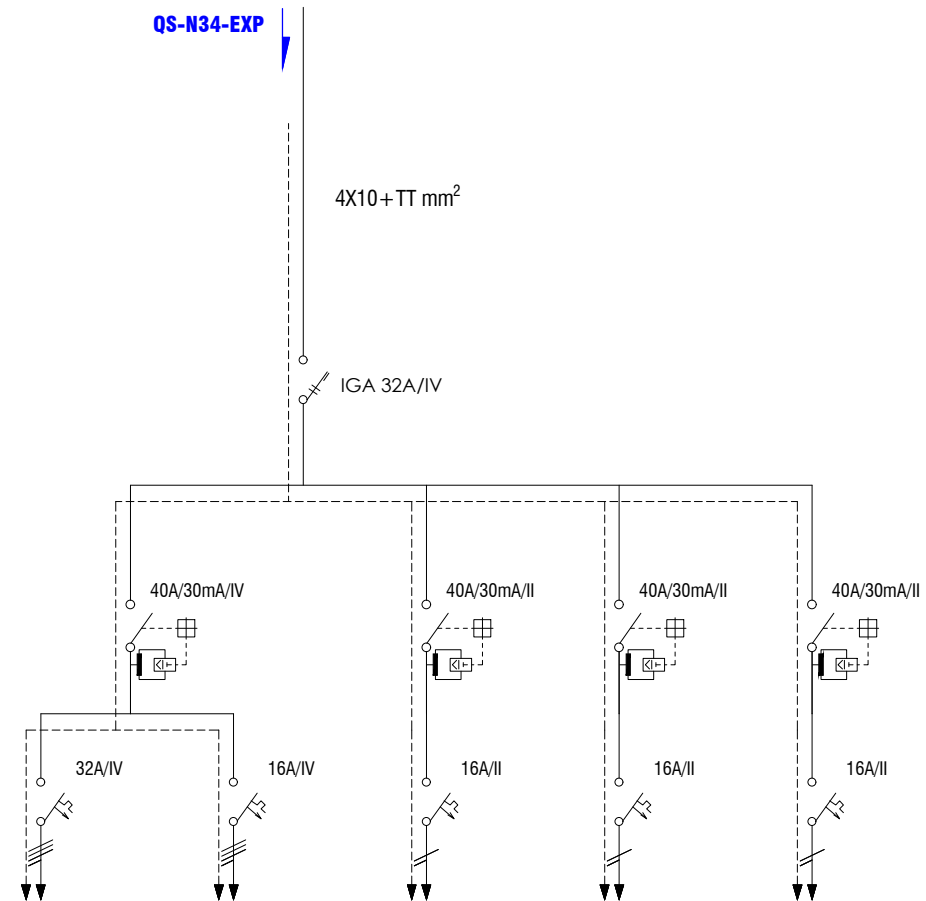 QS-N34-EXP
4X10+TT mm²
IGA 32A/IV
40A/30mA/IV 40A/30mA/II 40A/30mA/II 40A/30mA/II
32A/IV 16A/IV 16A/II 16A/II 16A/II